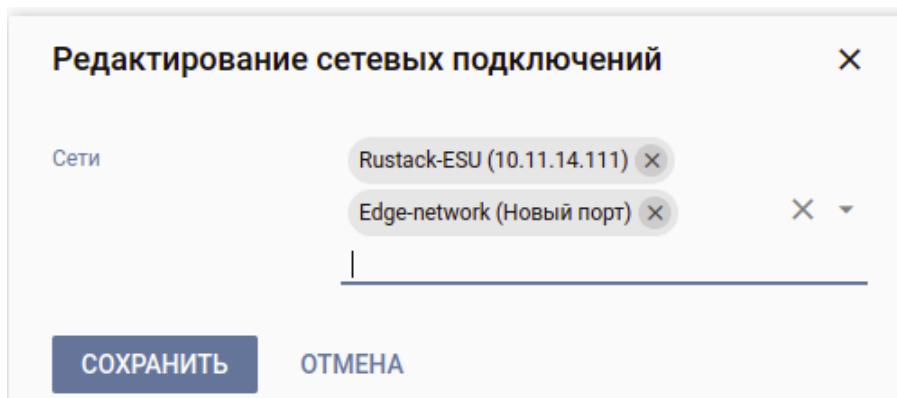 Редактирование сетевых подключений
Сети
Rustack-ESU (10.11.14.111)
Edge-network (Новый порт)
СОХРАНИТЬ
ОТМЕНА